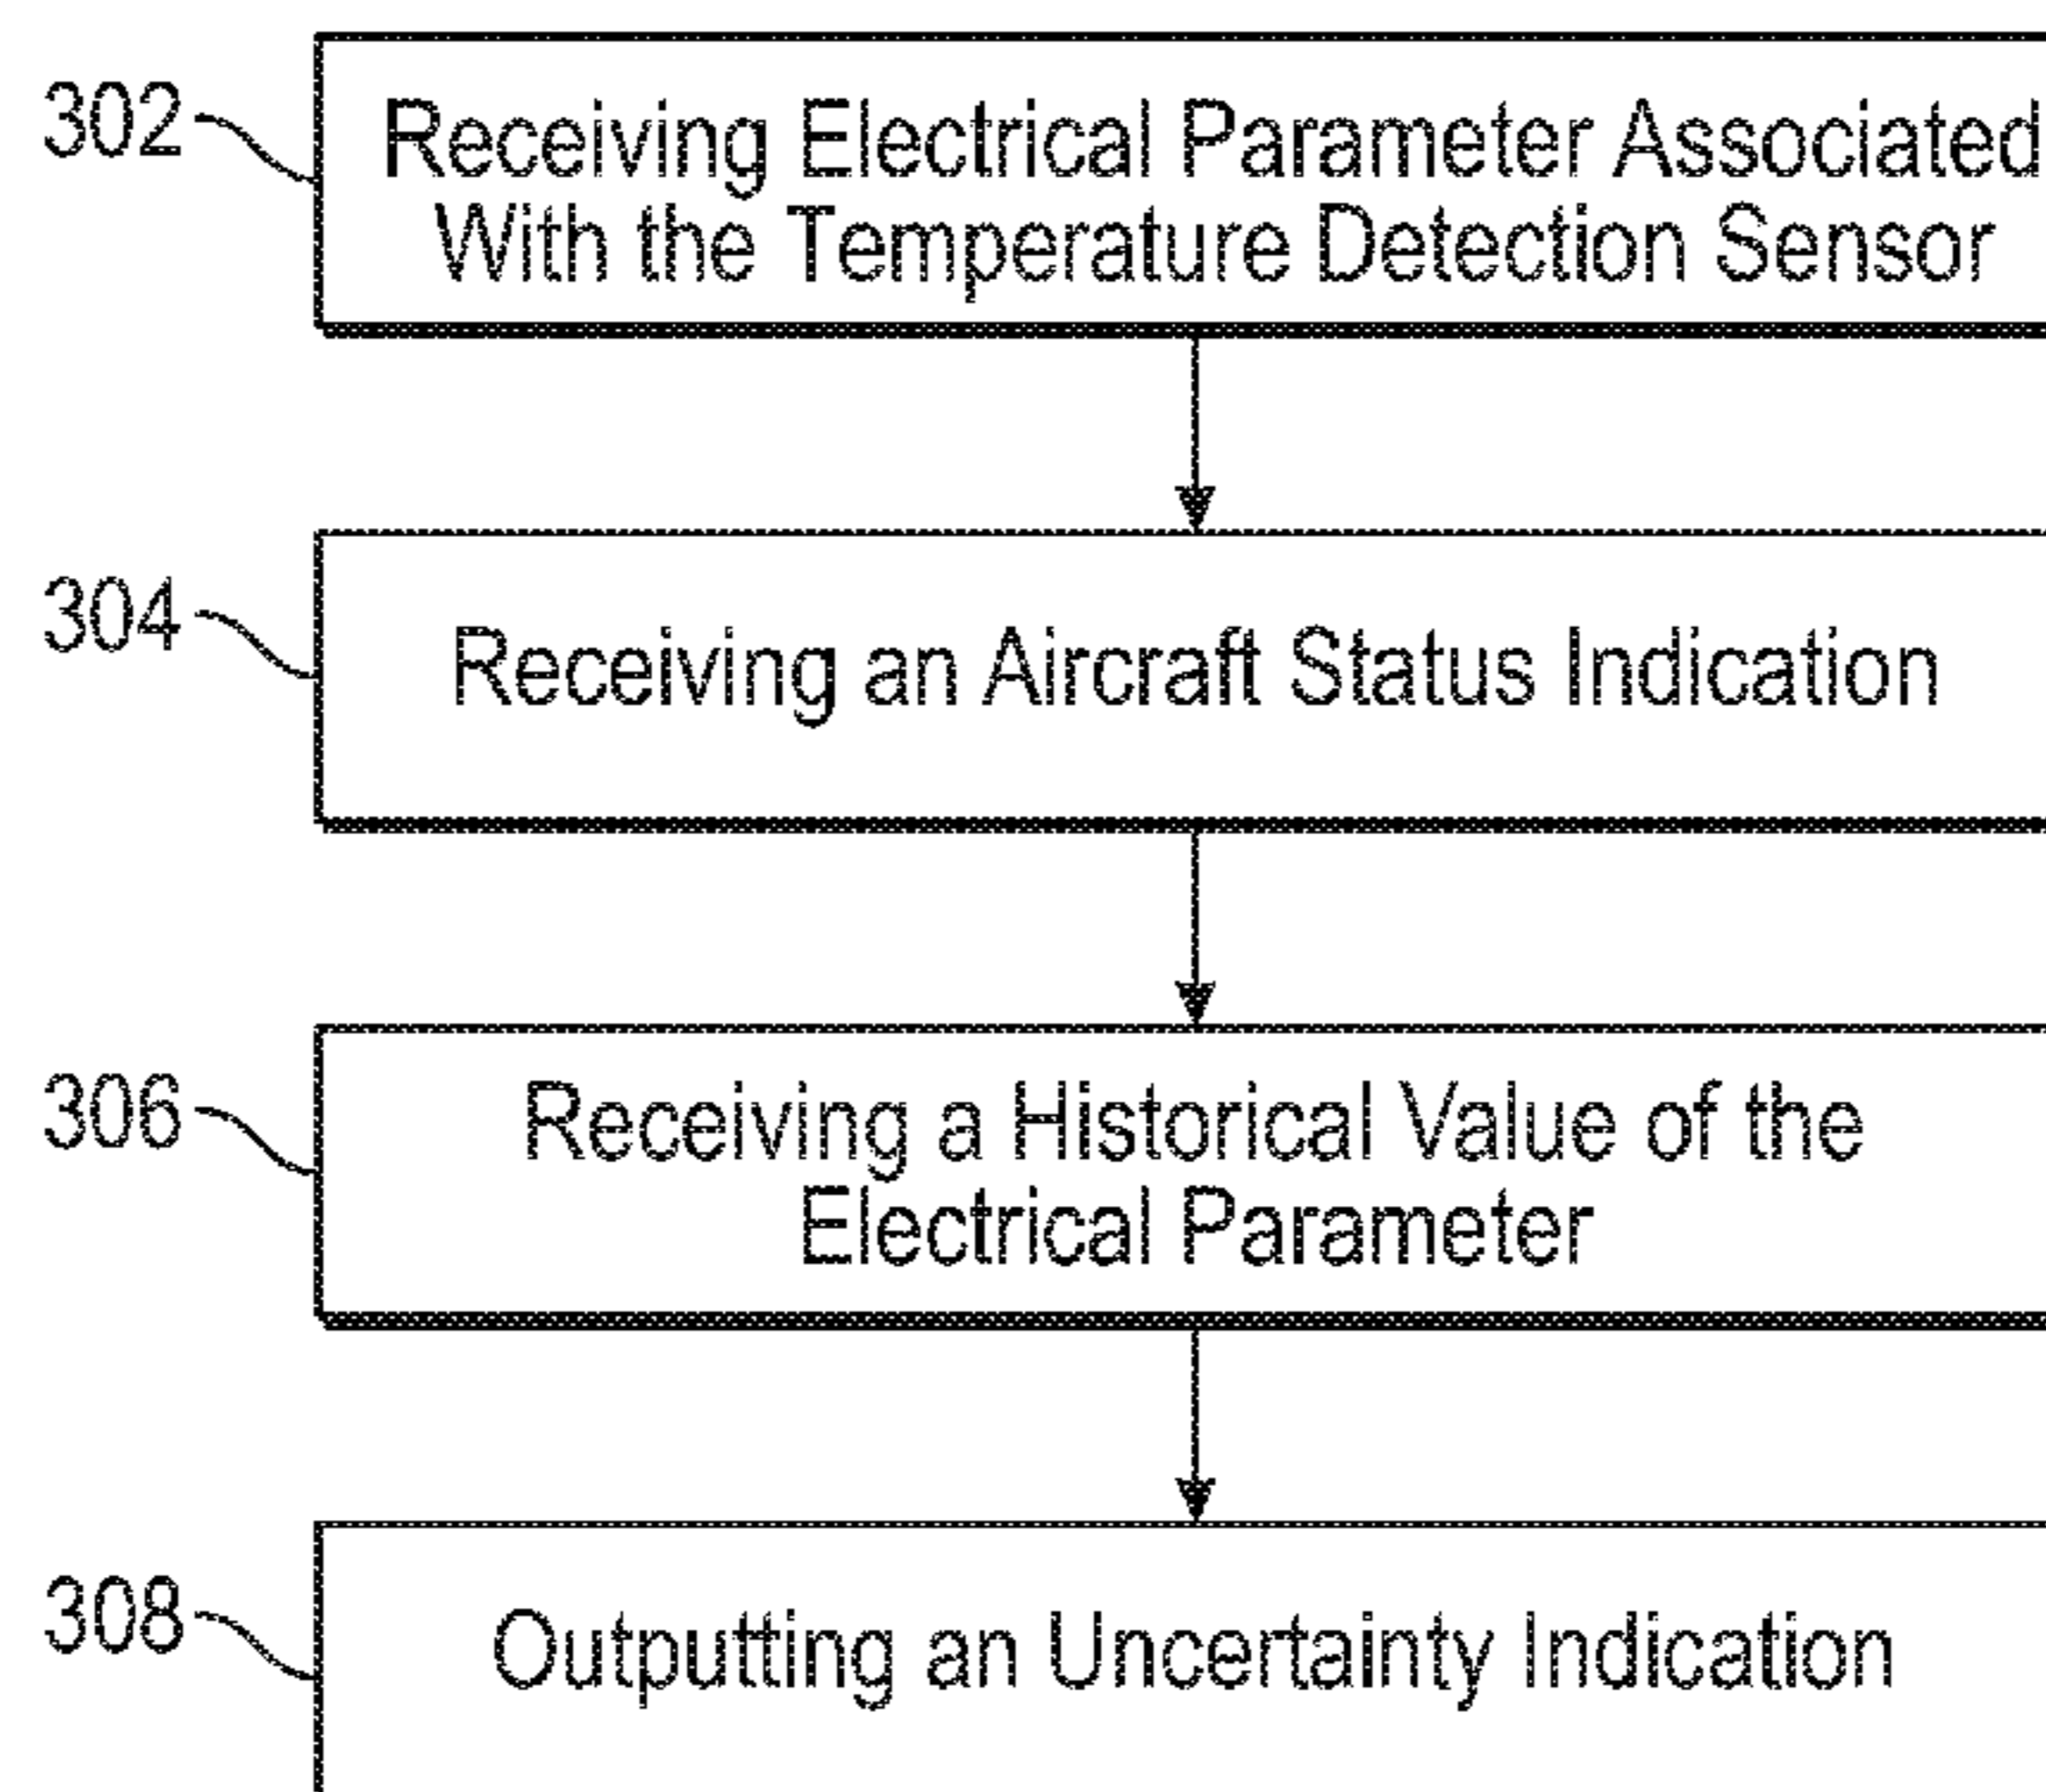 302
Receiving Electrical Parameter Associated
With the Temperature Detection Sensor
304
Receiving an Aircraft Status Indication
306
Receiving a Historical Value of the
Electrical Parameter
308
Outputting an Uncertainty Indication